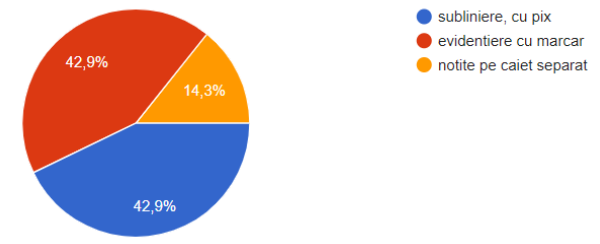 subliniere, cu pix
evidentiere cu marcar
notite pe caiet separat
42,9%
14,3%
42,9%